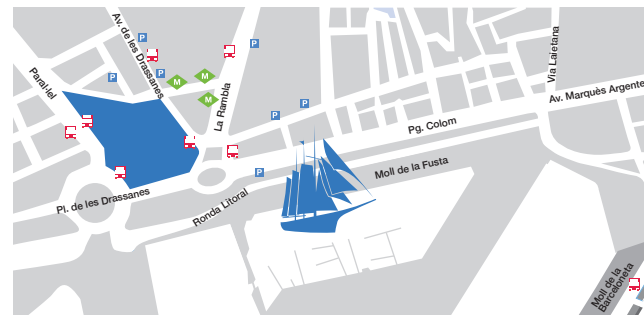 Av. de les Drassanes
Paral·lel
La Rambla
Via Laietana
Av. Marquès Argente
Pg. Colom
Moll de la Fusta
Pl. de les Drassanes
Ronda Litoral
Moll de la
Barceloneta
P
P
P
P
P
P
P
M
M
M